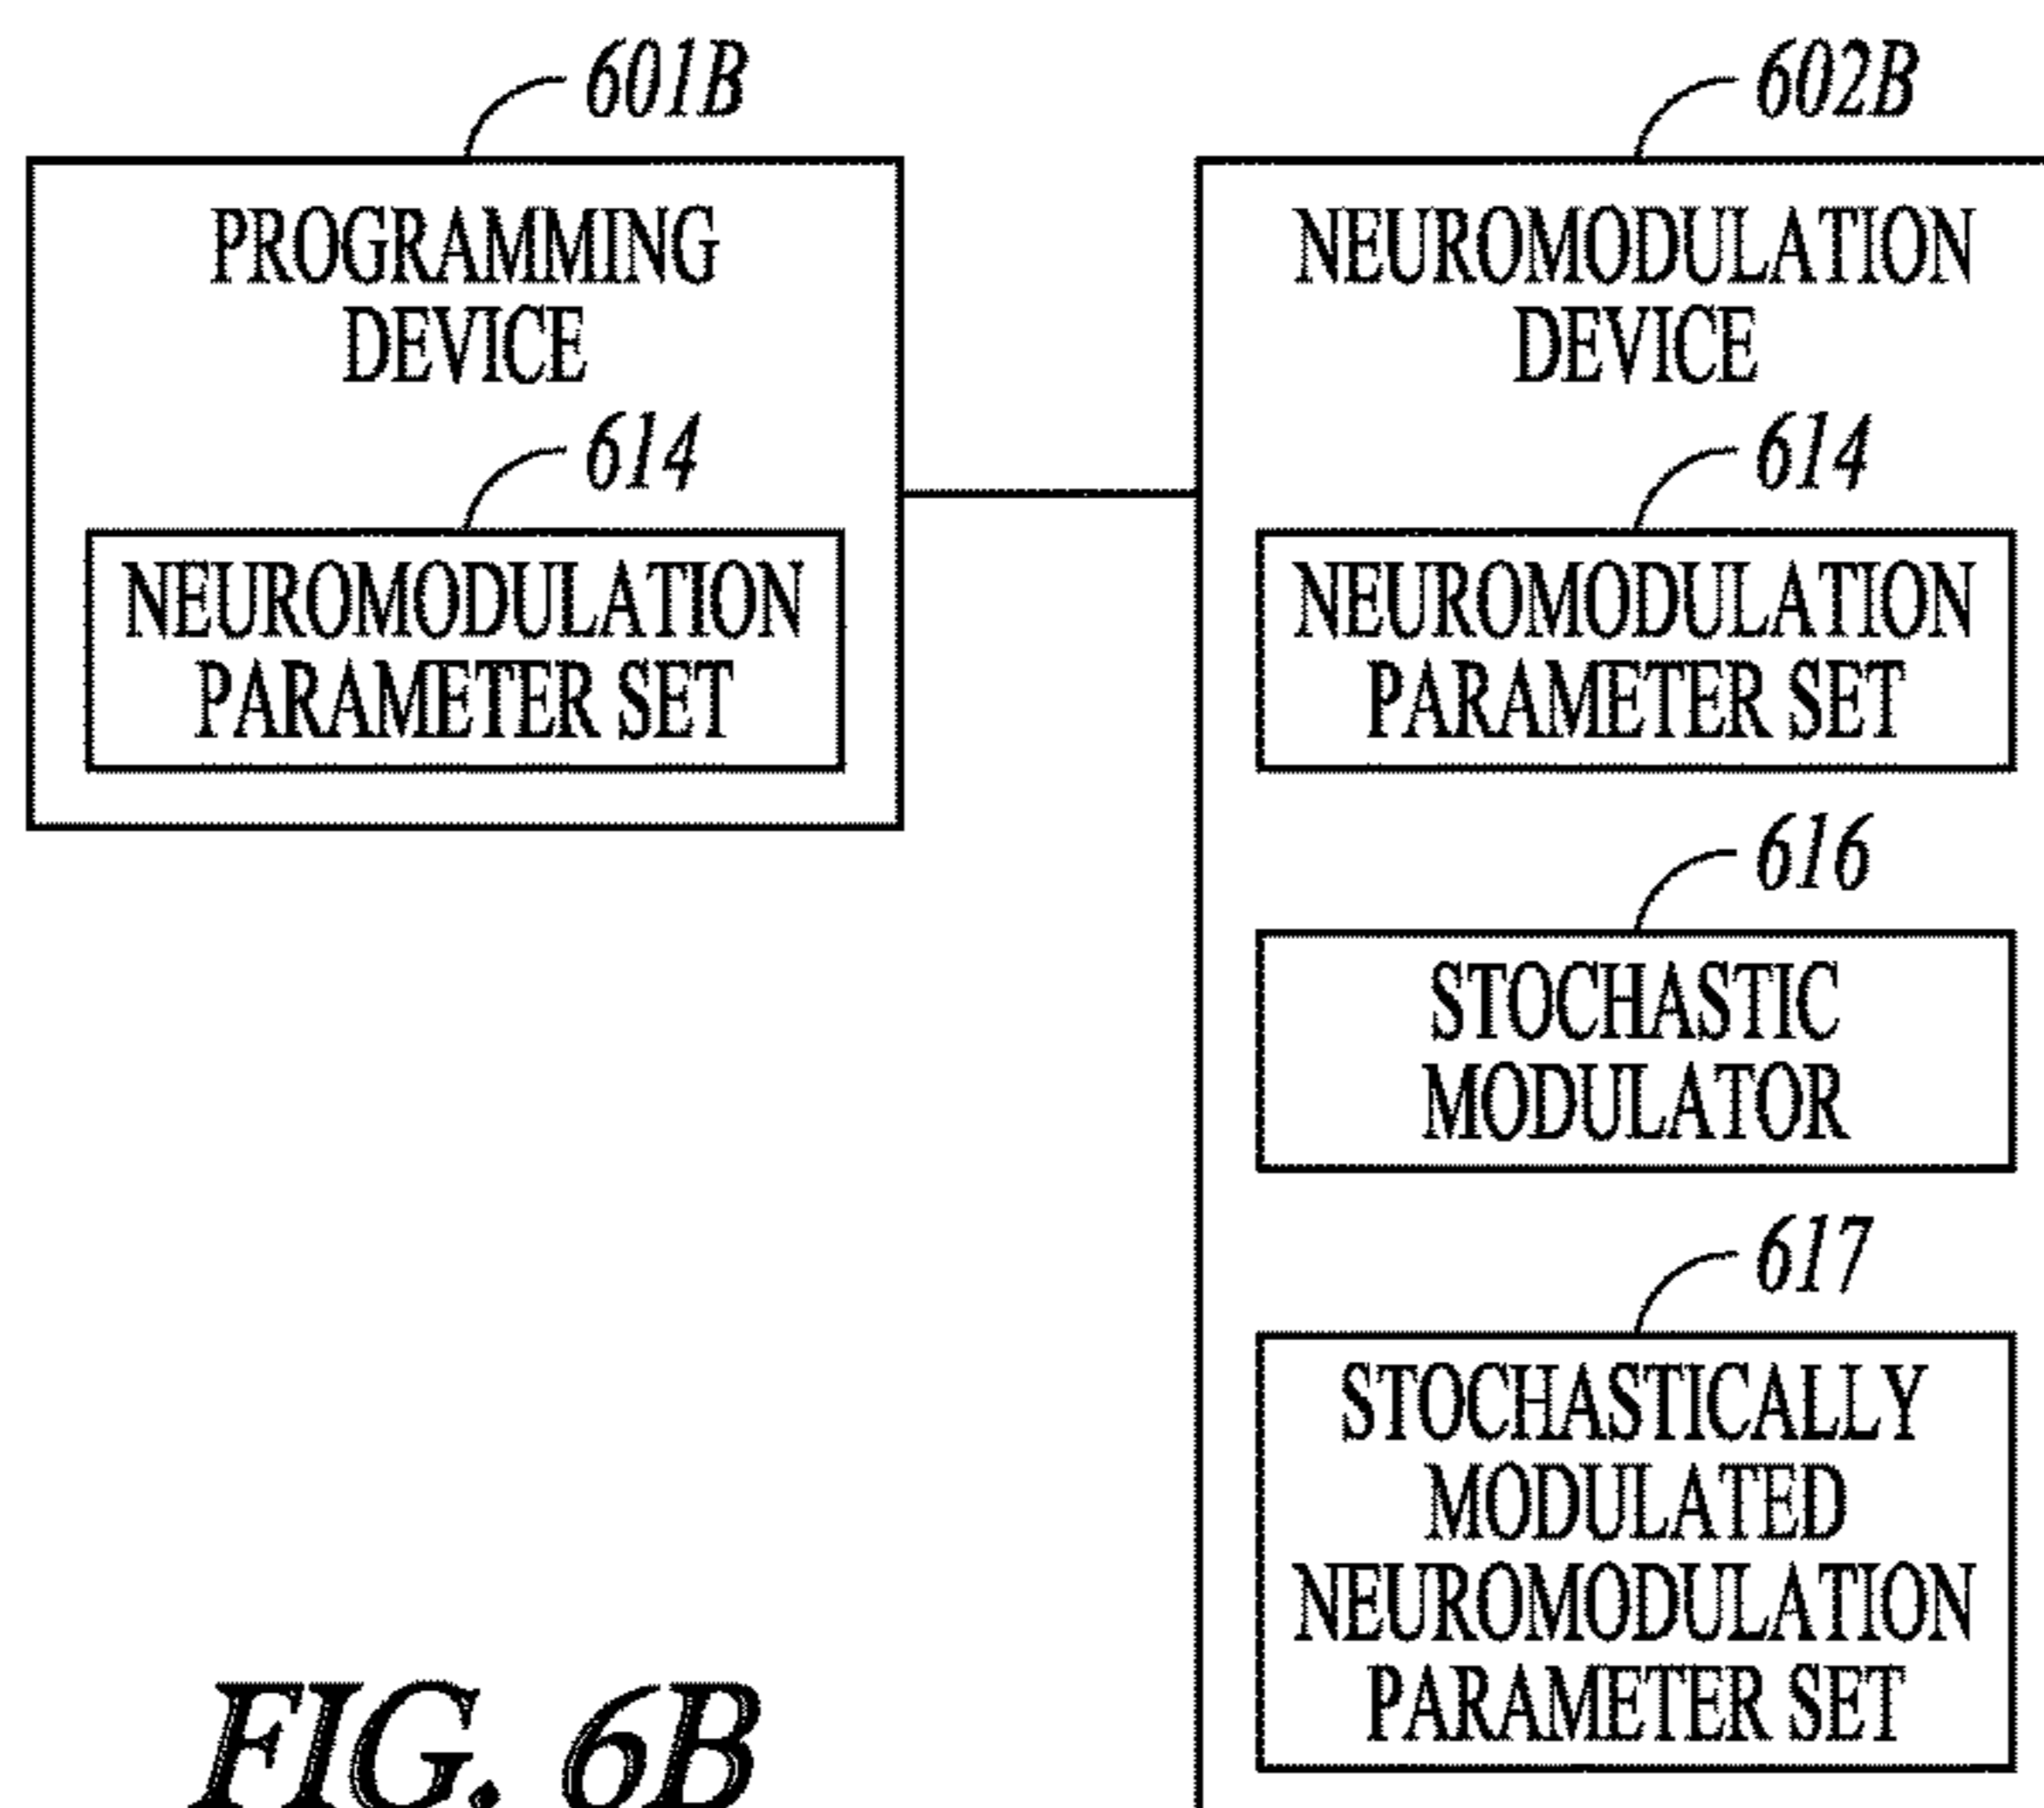 601B
PROGRAMMING
DEVICE
614
NEUROMODULATION
PARAMETER SET
602B
NEUROMODULATION
DEVICE
614
NEUROMODULATION
PARAMETER SET
616
STOCHASTIC
MODULATOR
617
STOCHASTICALLY
MODULATED
NEUROMODULATION
PARAMETER SET
FIG. 6B